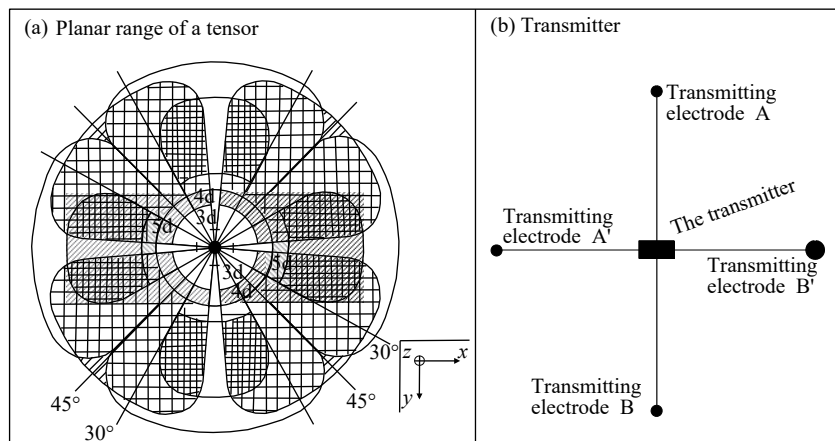 (a) Planar range of a tensor
4d
3d
5d
3d
5d
4d
30°
45°
45°
30°
z
x
y
(b) Transmitter
Transmitting
electrode A
The transmitter
Transmitting
electrode A'
Transmitting
electrode B'
Transmitting
electrode B